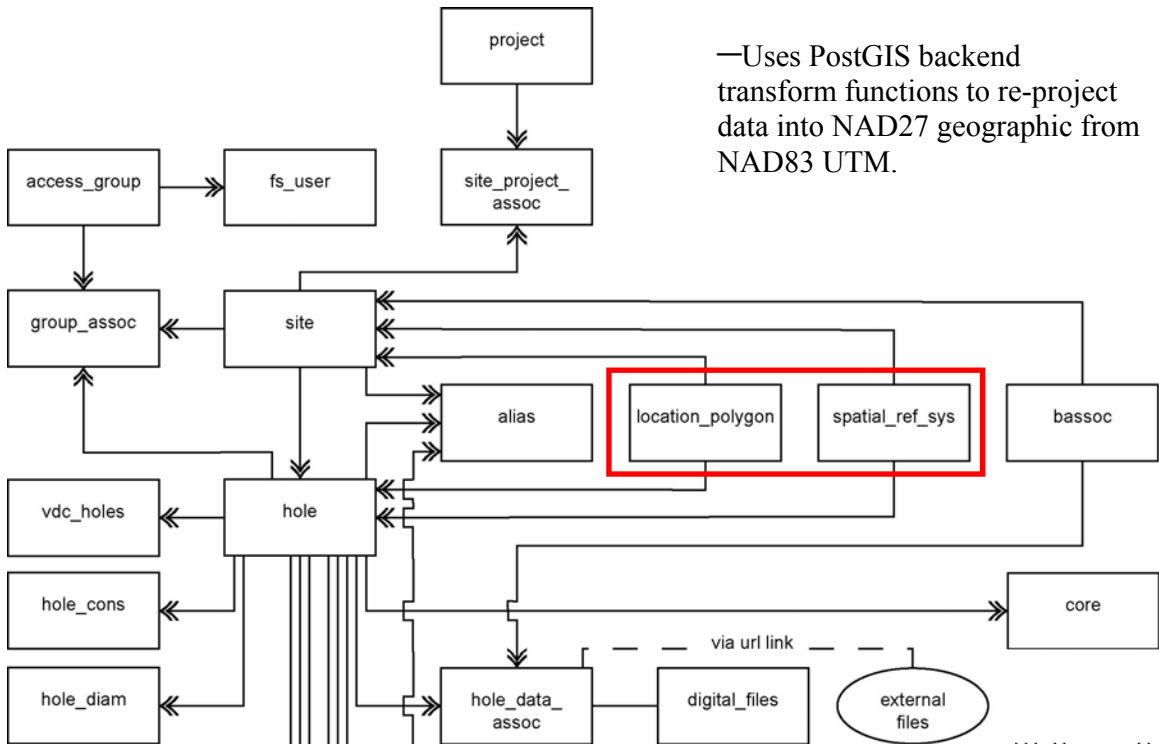 project
—Uses PostGIS backend
transform functions to re-project
data into NAD27 geographic from
NAD83 UTM.
access_group
fs_user
site_project_
assoc
group_assoc
site
alias
location_polygon
spatial_ref_sys
bassoc
vdc_holes
hole
hole_cons
core
via url link
hole_diam
hole_data_
assoc
digital_files
external
files